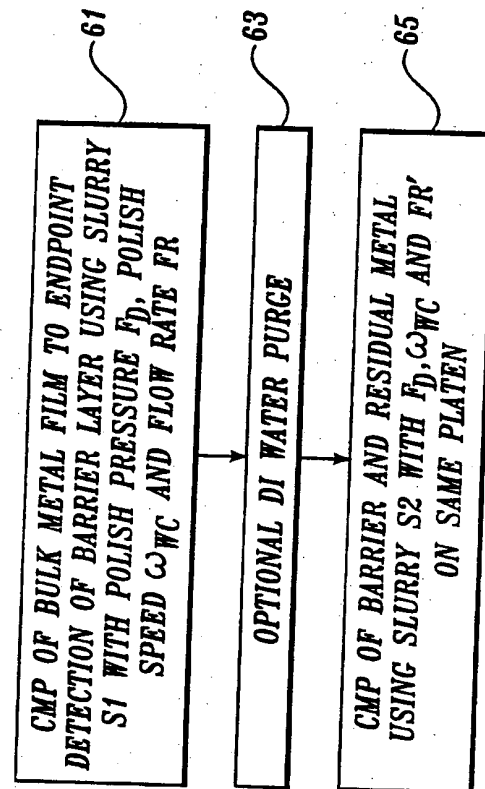 CMP OF BULK METAL FILM TO ENDPOINT
DETECTION OF BARRIER LAYER USING SLURRY
S1 WITH POLISH PRESSURE FD, POLISH
SPEED ωWC AND FLOW RATE FR
61
OPTIONAL DI WATER PURGE
63
CMP OF BARRIER AND RESIDUAL METAL
USING SLURRY S2 WITH FD, ωWC AND FR'
ON SAME PLATEN
65